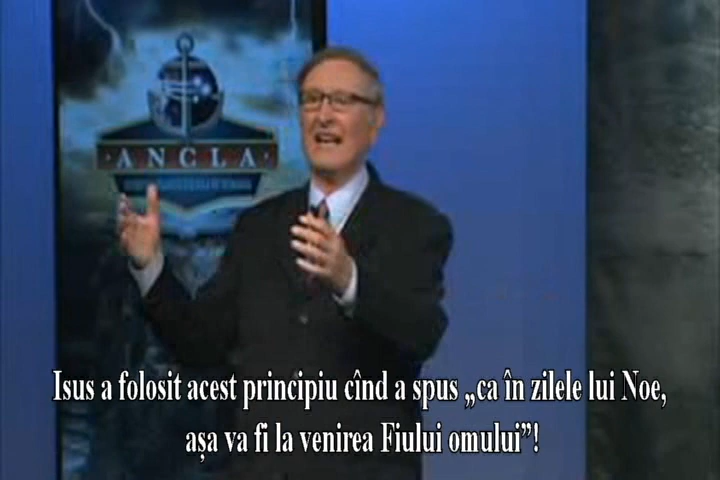 ANCLA
Isus a folosit acest principiu cînd a spus „ca în zilele lui Noe,
așa va fi la venirea Fiului omului”!